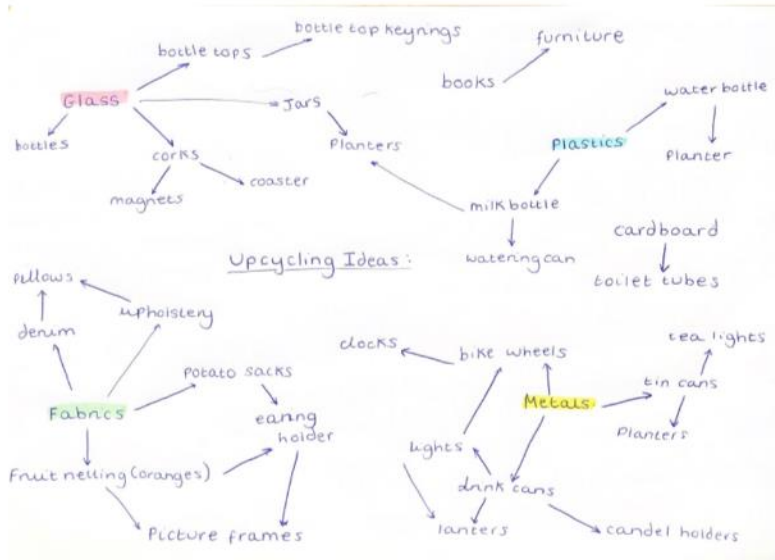 bottle top keyrings
bottle tops
furniture
books
Glass
Jars
water bottle
bottles
corks
Planters
Plastics
Planter
magnets
coaster
milk bottle
cardboard
Upcycling Ideas:
watering can
toilet tubes
pillows
denim
upholstery
clocks
bike wheels
tea lights
potato sacks
tin cans
Fabrics
earing
holder
Metals
Planters
lights
Fruit netting (oranges)
drink cans
Picture frames
lanters
candel holders